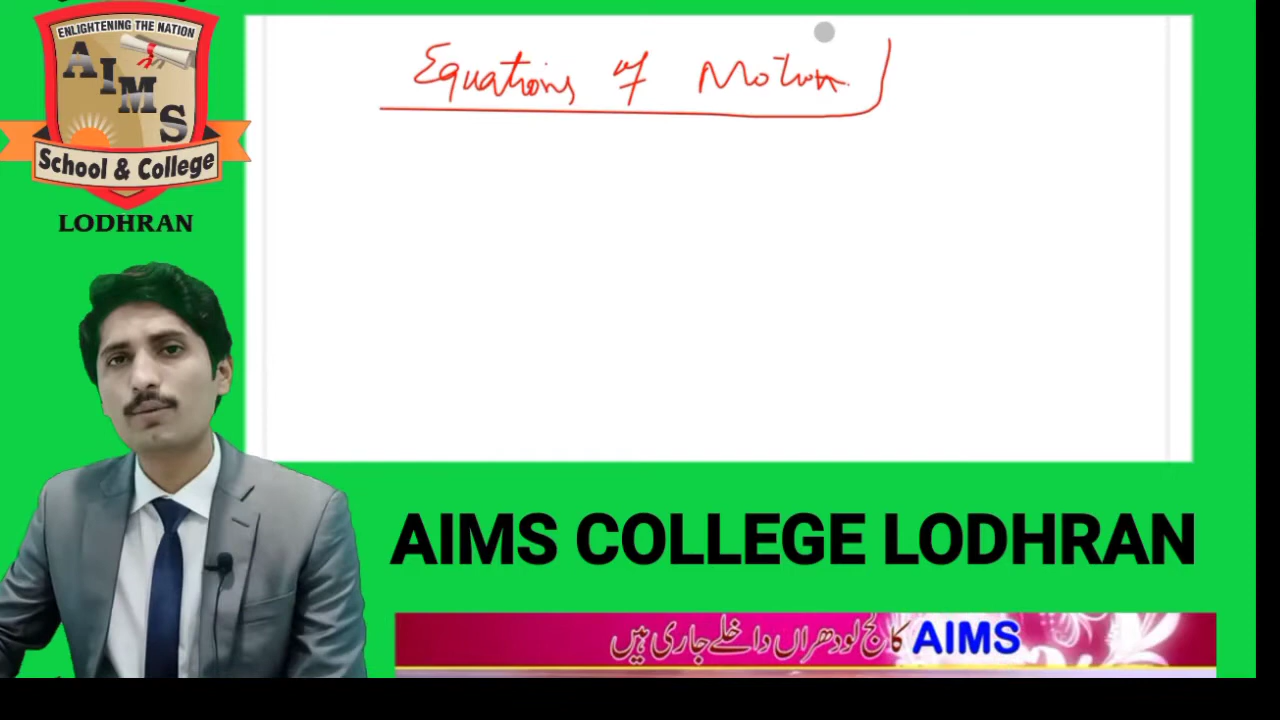 ENLIGHTENING THE NATION
AIMS
School & College
LODHRAN
Equations of Motion
AIMS COLLEGE LODHRAN
AIMS کالج لودھراں داخلے جاری ہیں